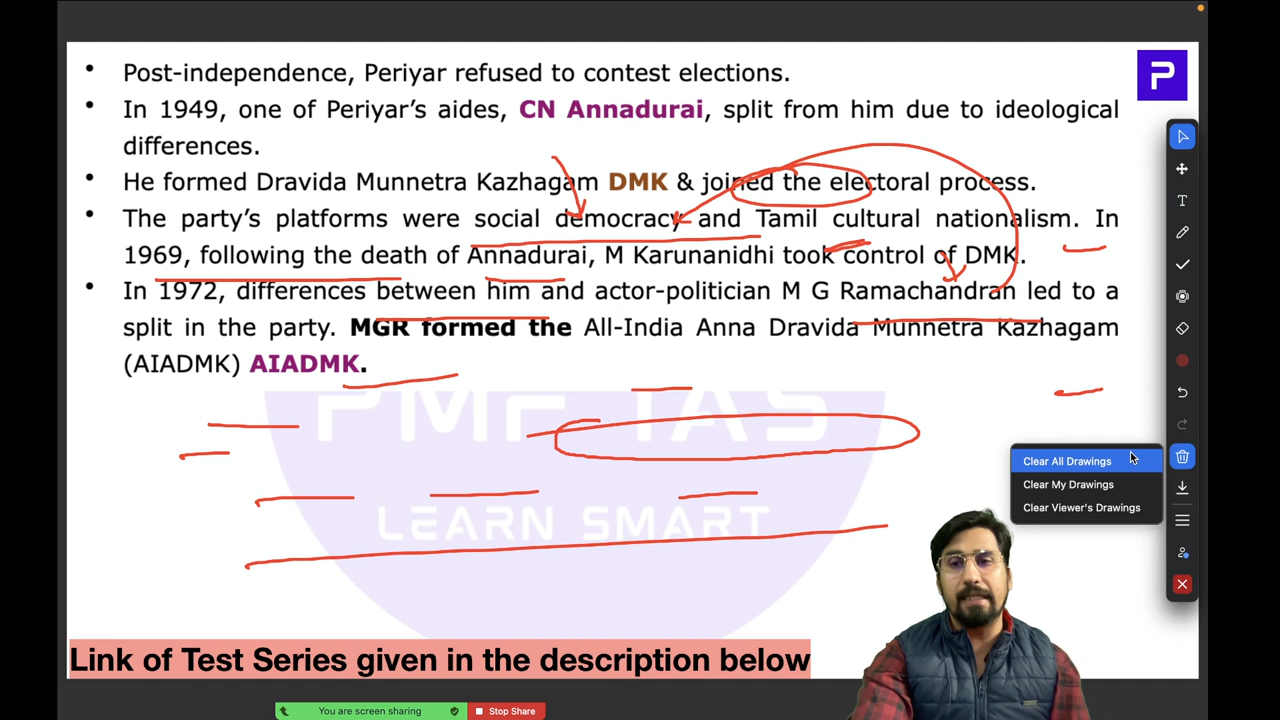 • Post-independence, Periyar refused to contest elections.
• In 1949, one of Periyar's aides, CN Annadurai, split from him due to ideological
differences.
• He formed Dravida Munnetra Kazhagam DMK & joined the electoral process.
• The party's platforms were social democracy and Tamil cultural nationalism. In
1969, following the death of Annadurai, M Karunanidhi took control of DMK.
• In 1972, differences between him and actor-politician M G Ramachandran led to a
split in the party. MGR formed the All-India Anna Dravida Munnetra Kazhagam
(AIADMK) AIADMK.
P
T
PMF IAS
LEARN SMART
Clear All Drawings
Clear My Drawings
Clear Viewer's Drawings
Link of Test Series given in the description below
You are screen sharing
Stop Share